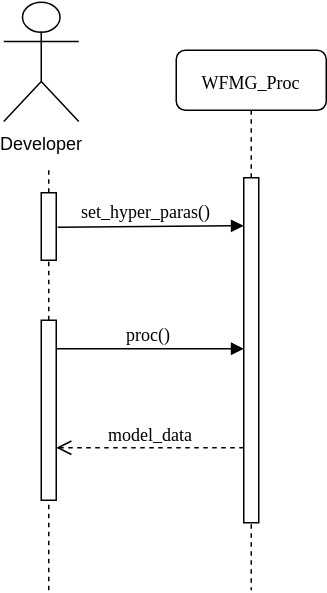 WFMG_Proc
Developer
set_hyper_paras()
proc()
model_data